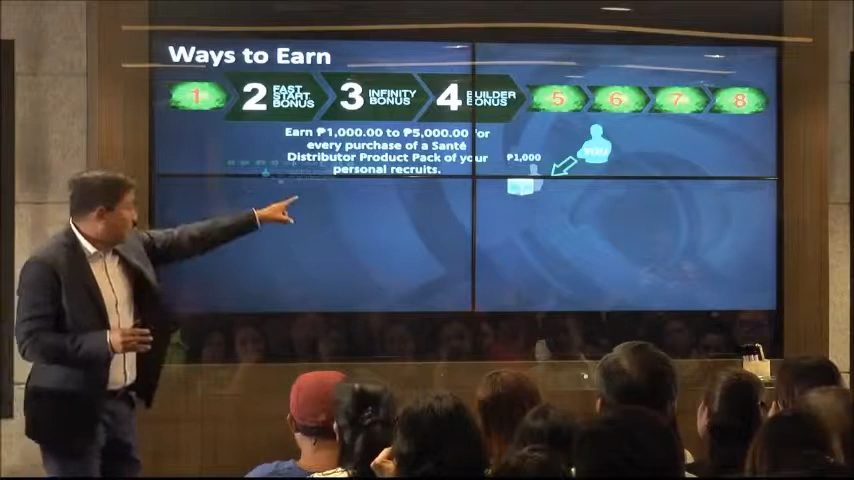 Ways to Earn
1 2 FAST START BONUS 3 INFINITY BONUS 4 BUILDER BONUS 5 6 7 8
Earn ₱1,000.00 to ₱5,000.00 for
every purchase of a Santé
Distributor Product Pack of your
personal recruits.
₱1,000
YOU